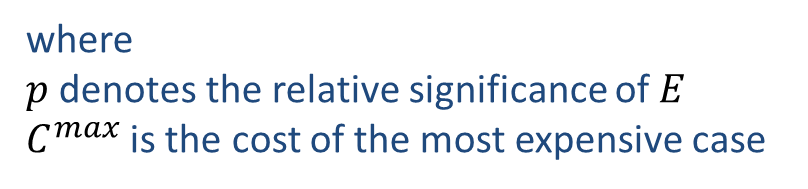 where
p denotes the relative significance of E
C^max is the cost of the most expensive case